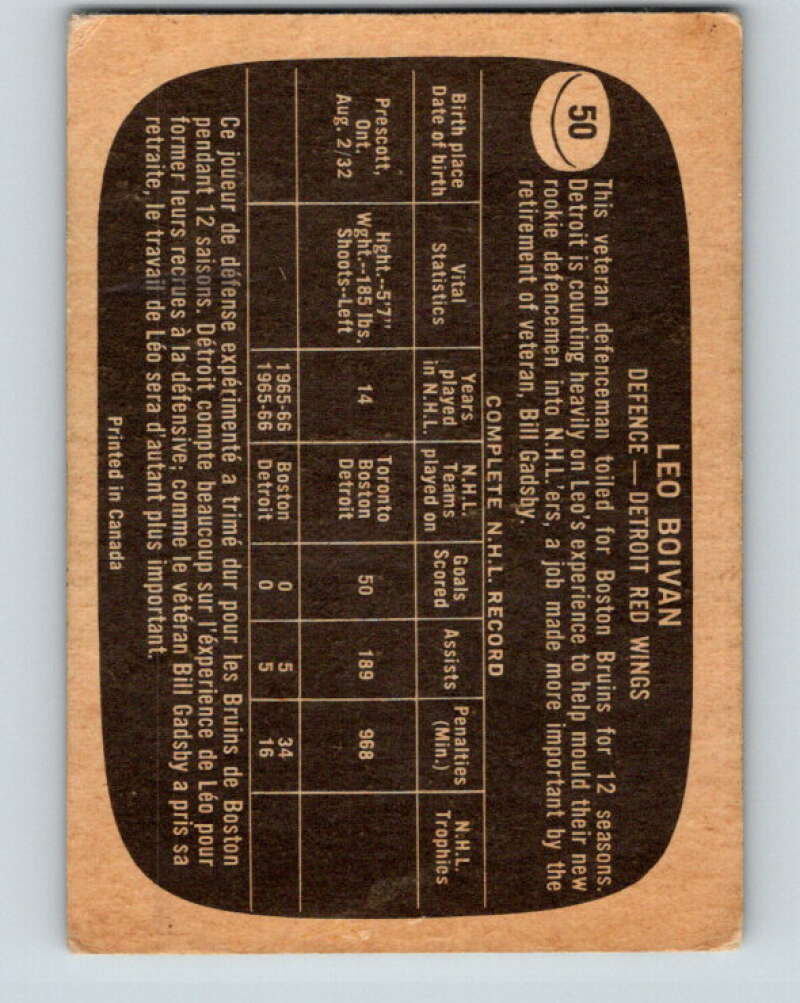 50
LEO BOIVAN
DEFENCE — DETROIT RED WINGS
This veteran defenceman toiled for Boston Bruins for 12 seasons.
Detroit is counting heavily on Leo's experience to help mould their new
rookie defencemen into N.H.L'ers, a job made more important by the
retirement of veteran, Bill Gadsby.
COMPLETE N.H.L. RECORD
Birth place Vital Years N.H.L. Goals Assists Penalties N.H.L.
Date of birth Statistics played Teams Scored (Min.) Trophies
in N.H.L. played on
Prescott, Hght.--5'7" 14 Toronto 50 189 968
Ont. Wght.--185 lbs. Boston
Aug. 2/32 Shoots--Left Detroit
1965-66 Boston 0 5 34
1965-66 Detroit 0 5 16
Ce joueur de défense expérimenté a trimé dur pour les Bruins de Boston
pendant 12 saisons. Détroit compte beaucoup sur l'éxpérience de Léo pour
former leurs recrues à la défensive; comme le vétéran Bill Gadsby a pris sa
retraite, le travail de Léo sera d'autant plus important.
Printed in Canada